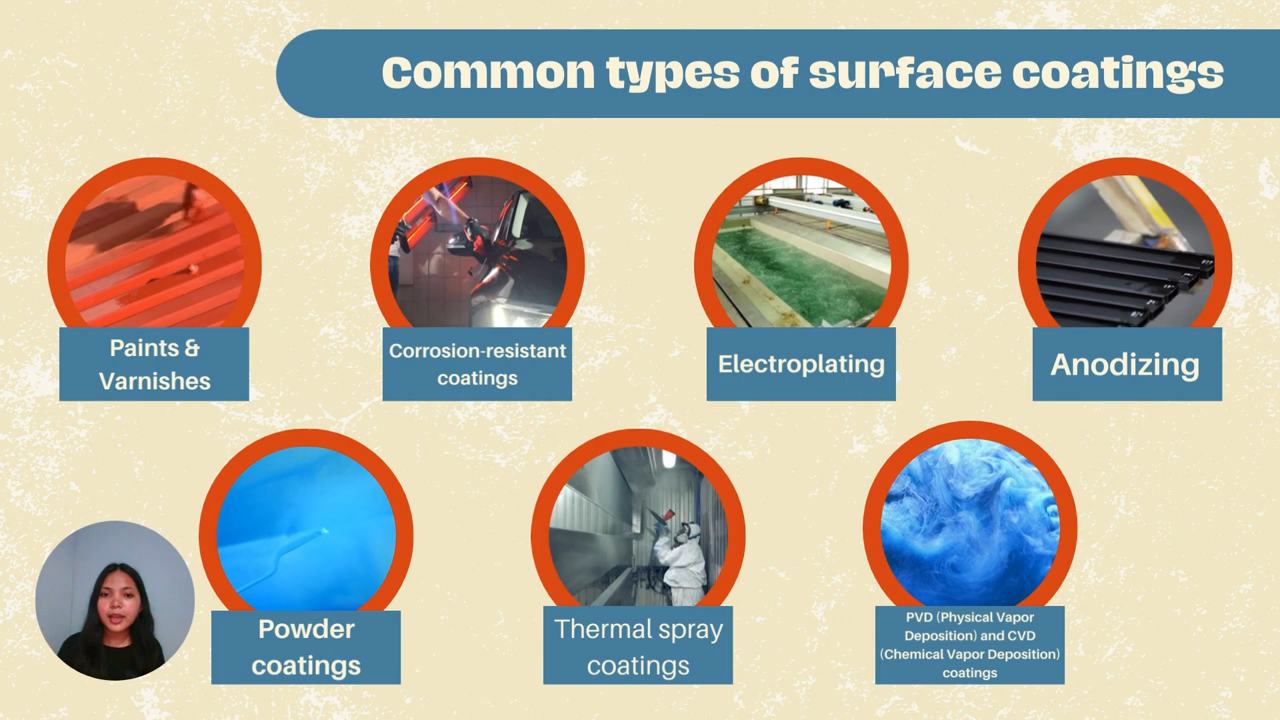 Common types of surface coatings
Paints &
Varnishes
Corrosion-resistant
coatings
Electroplating
Anodizing
Powder
coatings
Thermal spray
coatings
PVD (Physical Vapor
Deposition) and CVD
(Chemical Vapor Deposition)
coatings